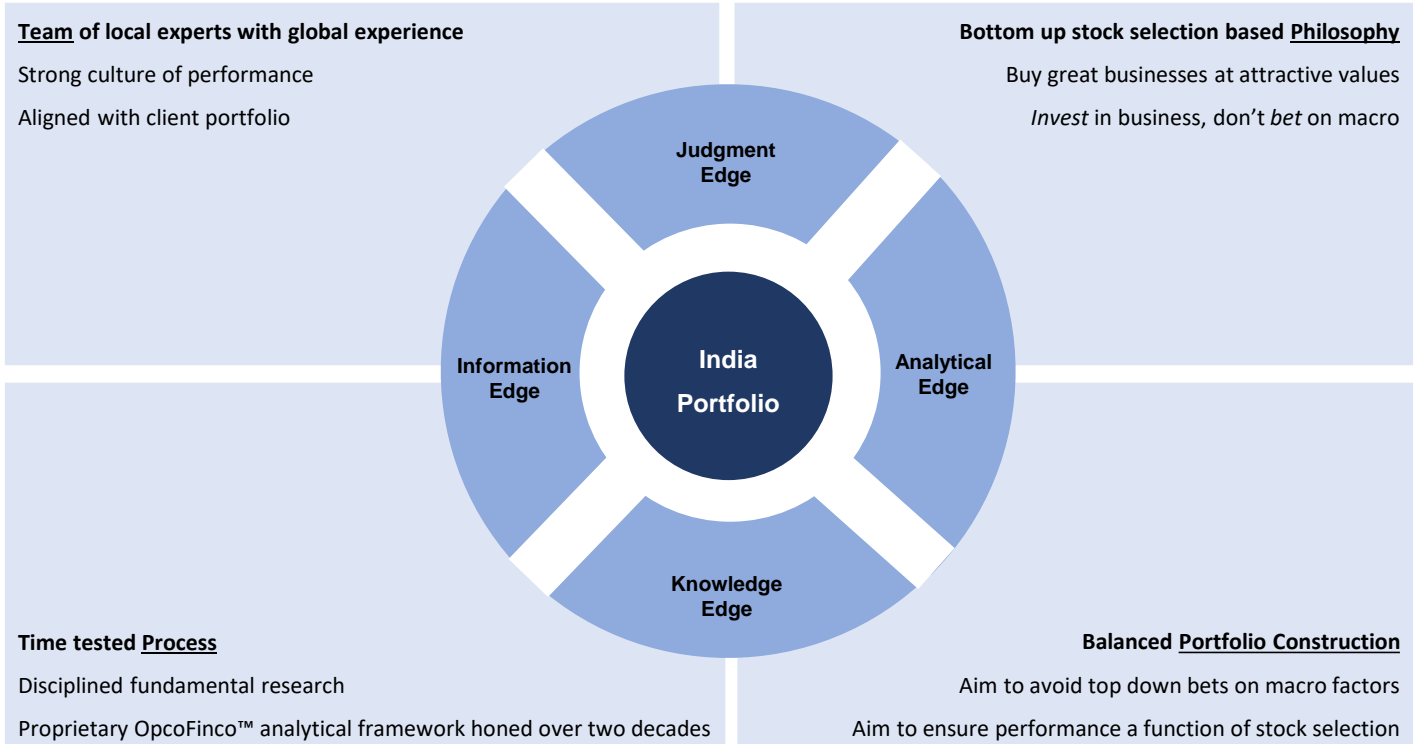 Team of local experts with global experience
Strong culture of performance
Aligned with client portfolio
Bottom up stock selection based Philosophy
Buy great businesses at attractive values
Invest in business, don’t bet on macro
Judgment
Edge
Information
Edge
India
Portfolio
Analytical
Edge
Knowledge
Edge
Time tested Process
Disciplined fundamental research
Proprietary OpcoFinco™ analytical framework honed over two decades
Balanced Portfolio Construction
Aim to avoid top down bets on macro factors
Aim to ensure performance a function of stock selection